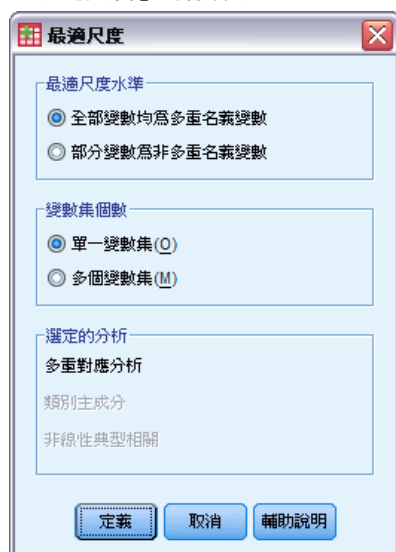 最適尺度
最適尺度水準
全部變數均為多重名義變數
部分變數為非多重名義變數
變數集個數
單一變數集(O)
多個變數集(M)
選定的分析
多重對應分析
類別主成分
非線性典型相關
定義 取消 輔助說明